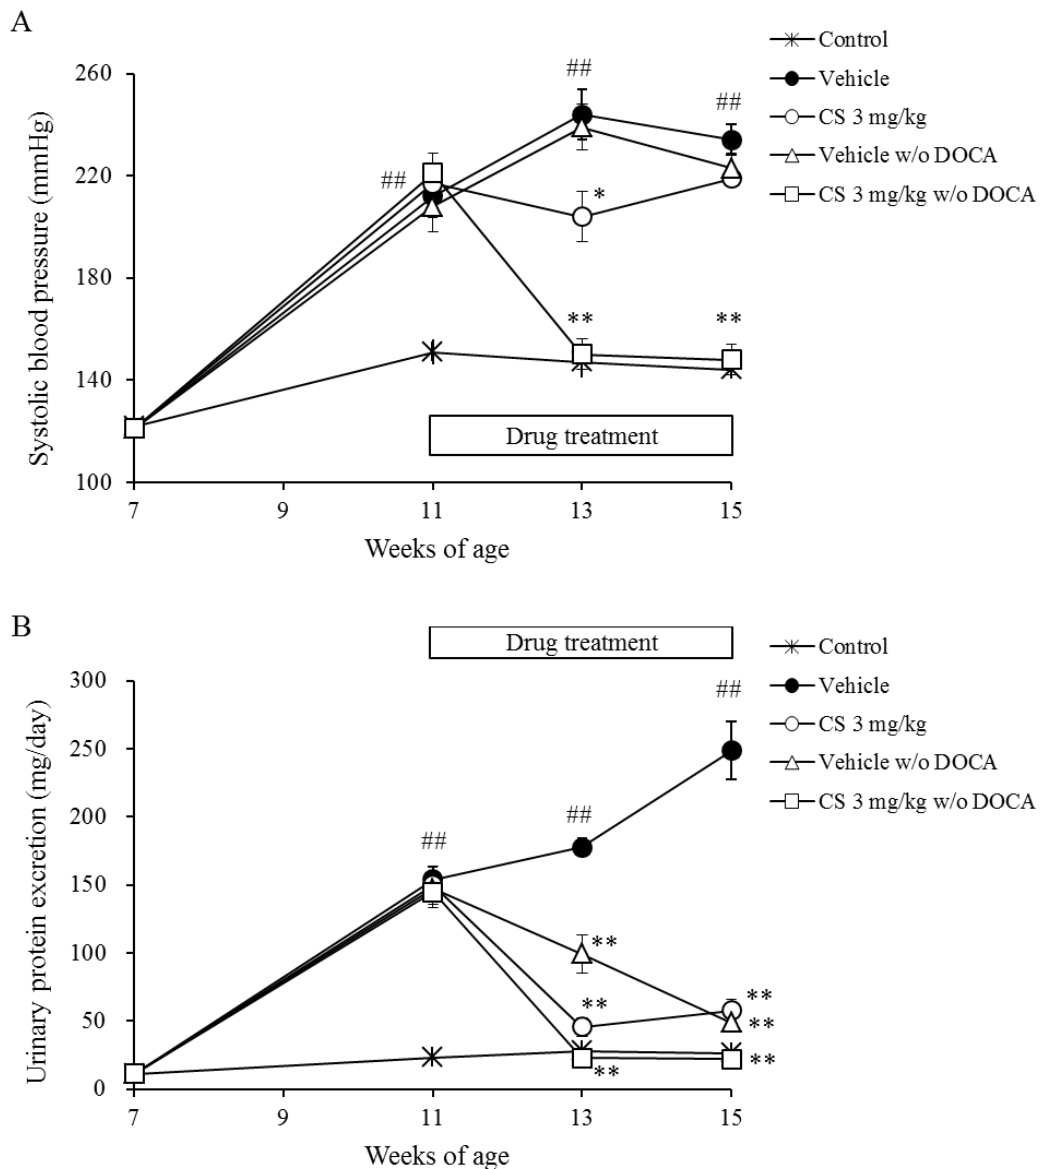 A
Control
Vehicle
CS 3 mg/kg
Vehicle w/o DOCA
CS 3 mg/kg w/o DOCA
Systolic blood pressure (mmHg)
260
220
180
140
100
##
##
##
*
**
**
Drug treatment
7
9
11
13
15
Weeks of age
B
Drug treatment
Control
Vehicle
CS 3 mg/kg
Vehicle w/o DOCA
CS 3 mg/kg w/o DOCA
Urinary protein excretion (mg/day)
300
250
200
150
100
50
0
##
##
##
**
**
**
**
**
**
7
9
11
13
15
Weeks of age